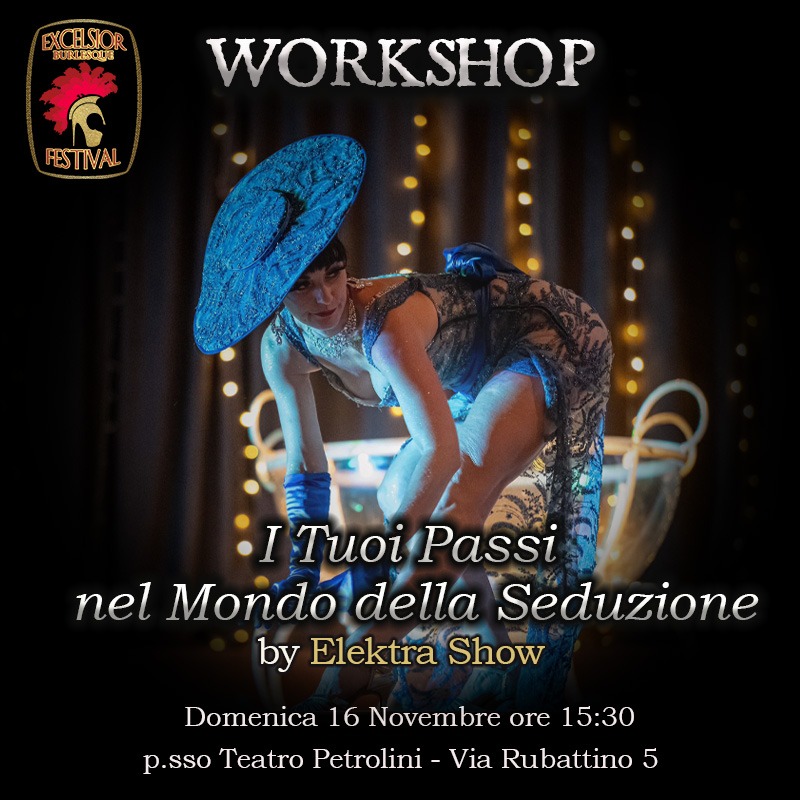 EXCELSIOR
BURLESQUE
FESTIVAL
WORKSHOP
I Tuoi Passi
nel Mondo della Seduzione
by Elektra Show
Domenica 16 Novembre ore 15:30
p.sso Teatro Petrolini - Via Rubattino 5